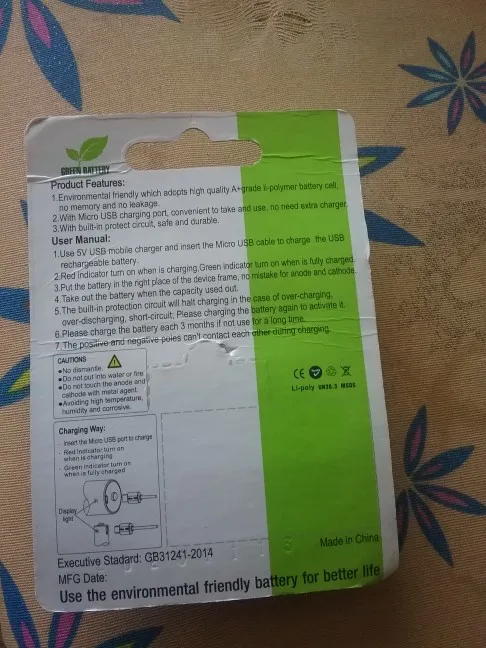 GREEN BATTERY
Product Features:
1.Environmental friendly which adopts high quality A+grade li-polymer battery cell,
no memory and no leakage.
2.With Micro USB charging port, convenient to take and use, no need extra charger.
3.With built-in protect circuit, safe and durable.
User Manual:
1.Use 5V USB mobile charger and insert the Micro USB cable to charge the USB
rechargeable battery.
2.Red indicator turn on when is charging,Green indicator turn on when is fully charged.
3.Put the battery in the right place of the device frame, no mistake for anode and cathode.
4.Take out the battery when the capacity used out.
5.The built-in protection circuit will halt charging in the case of over-charging,
over-discharging, short-circuit; Please charging the battery again to activate it.
6.Please charge the battery each 3 months if not use for a long time.
7.The positive and negative poles can't contact each other during charging.
CAUTIONS
●No dismantle.
●Do not put into water or fire
●Do not touch the anode and
cathode with metal agent.
●Avoiding high temperature,
humidity and corrosive.
Charging Way:
- Insert the Micro USB port to charge
- Red Indicator turn on
when is charging
- Green indicator turn on
when is fully charged
Display
light
CE
Li-poly UN38.3 MSDS
Executive Stadard: GB31241-2014
Made in China
MFG Date:
Use the environmental friendly battery for better life